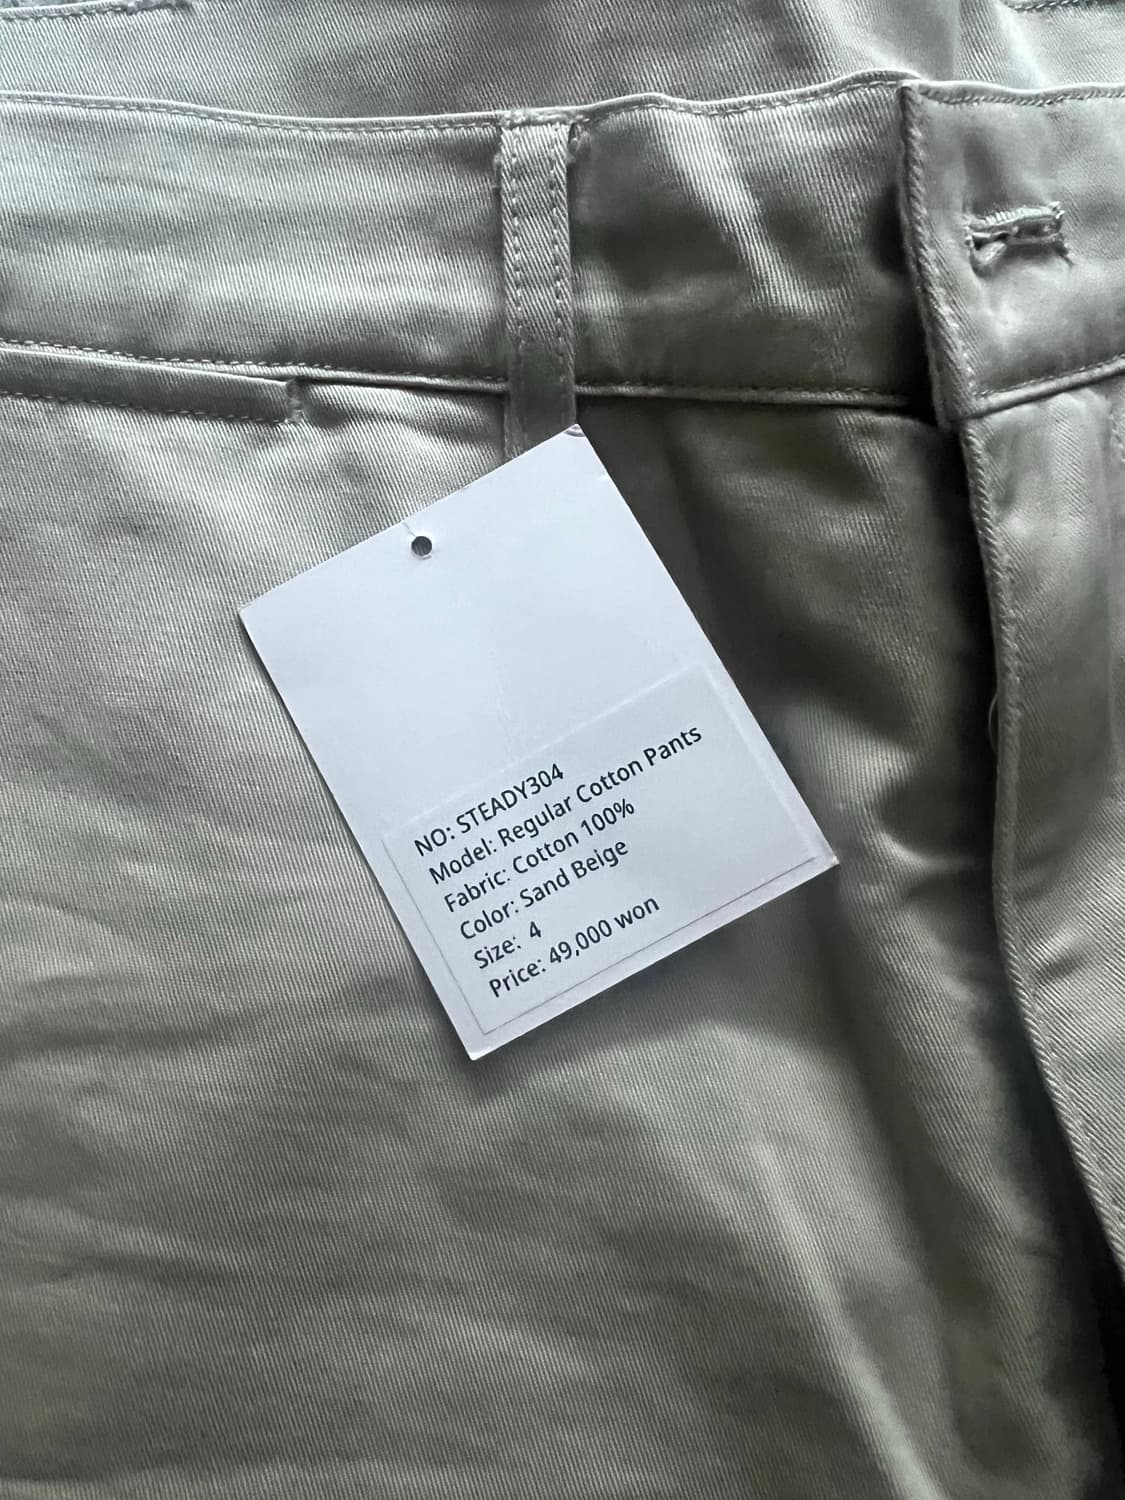 NO: STEADY304
Model: Regular Cotton Pants
Fabric: Cotton 100%
Color: Sand Beige
Size: 4
Price: 49,000 won